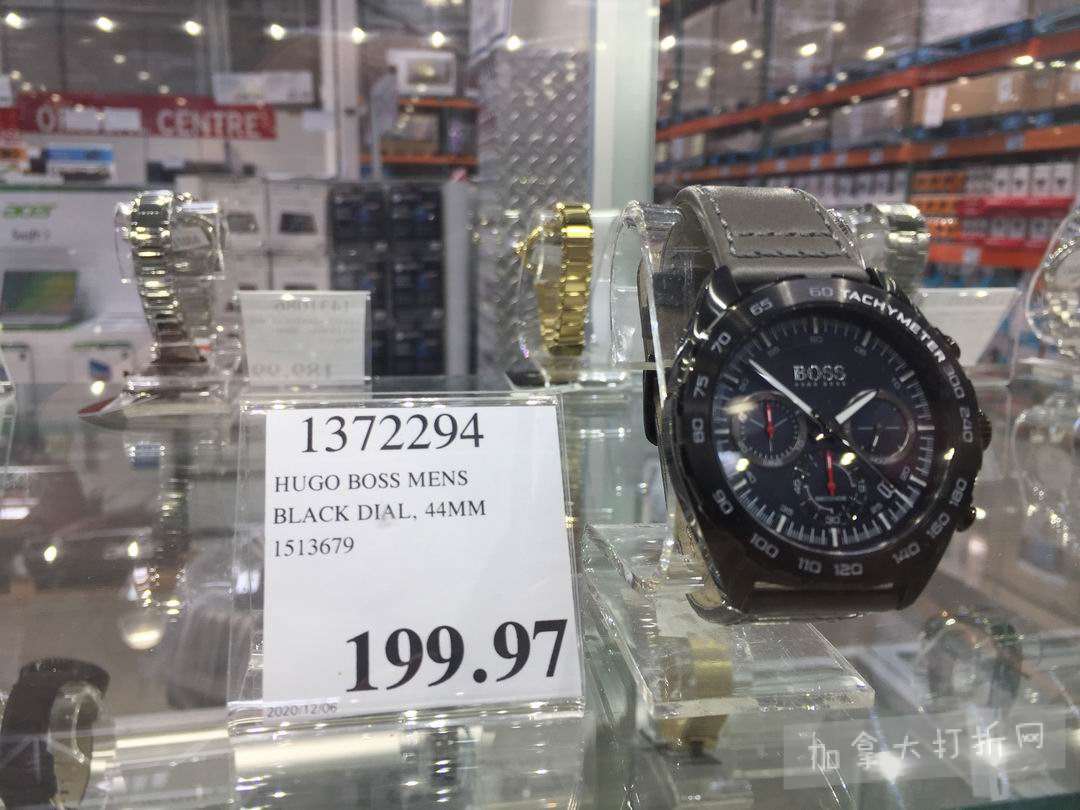 CENTRE
acer
1372294
HUGO BOSS MENS
BLACK DIAL, 44MM
1513679
199.97
2020/12/06
60 TACHYMETER 300 240
65
70
75
80
90
100
110
120
140
150
180
BOSS
HUGO BOSS
加拿大打折网